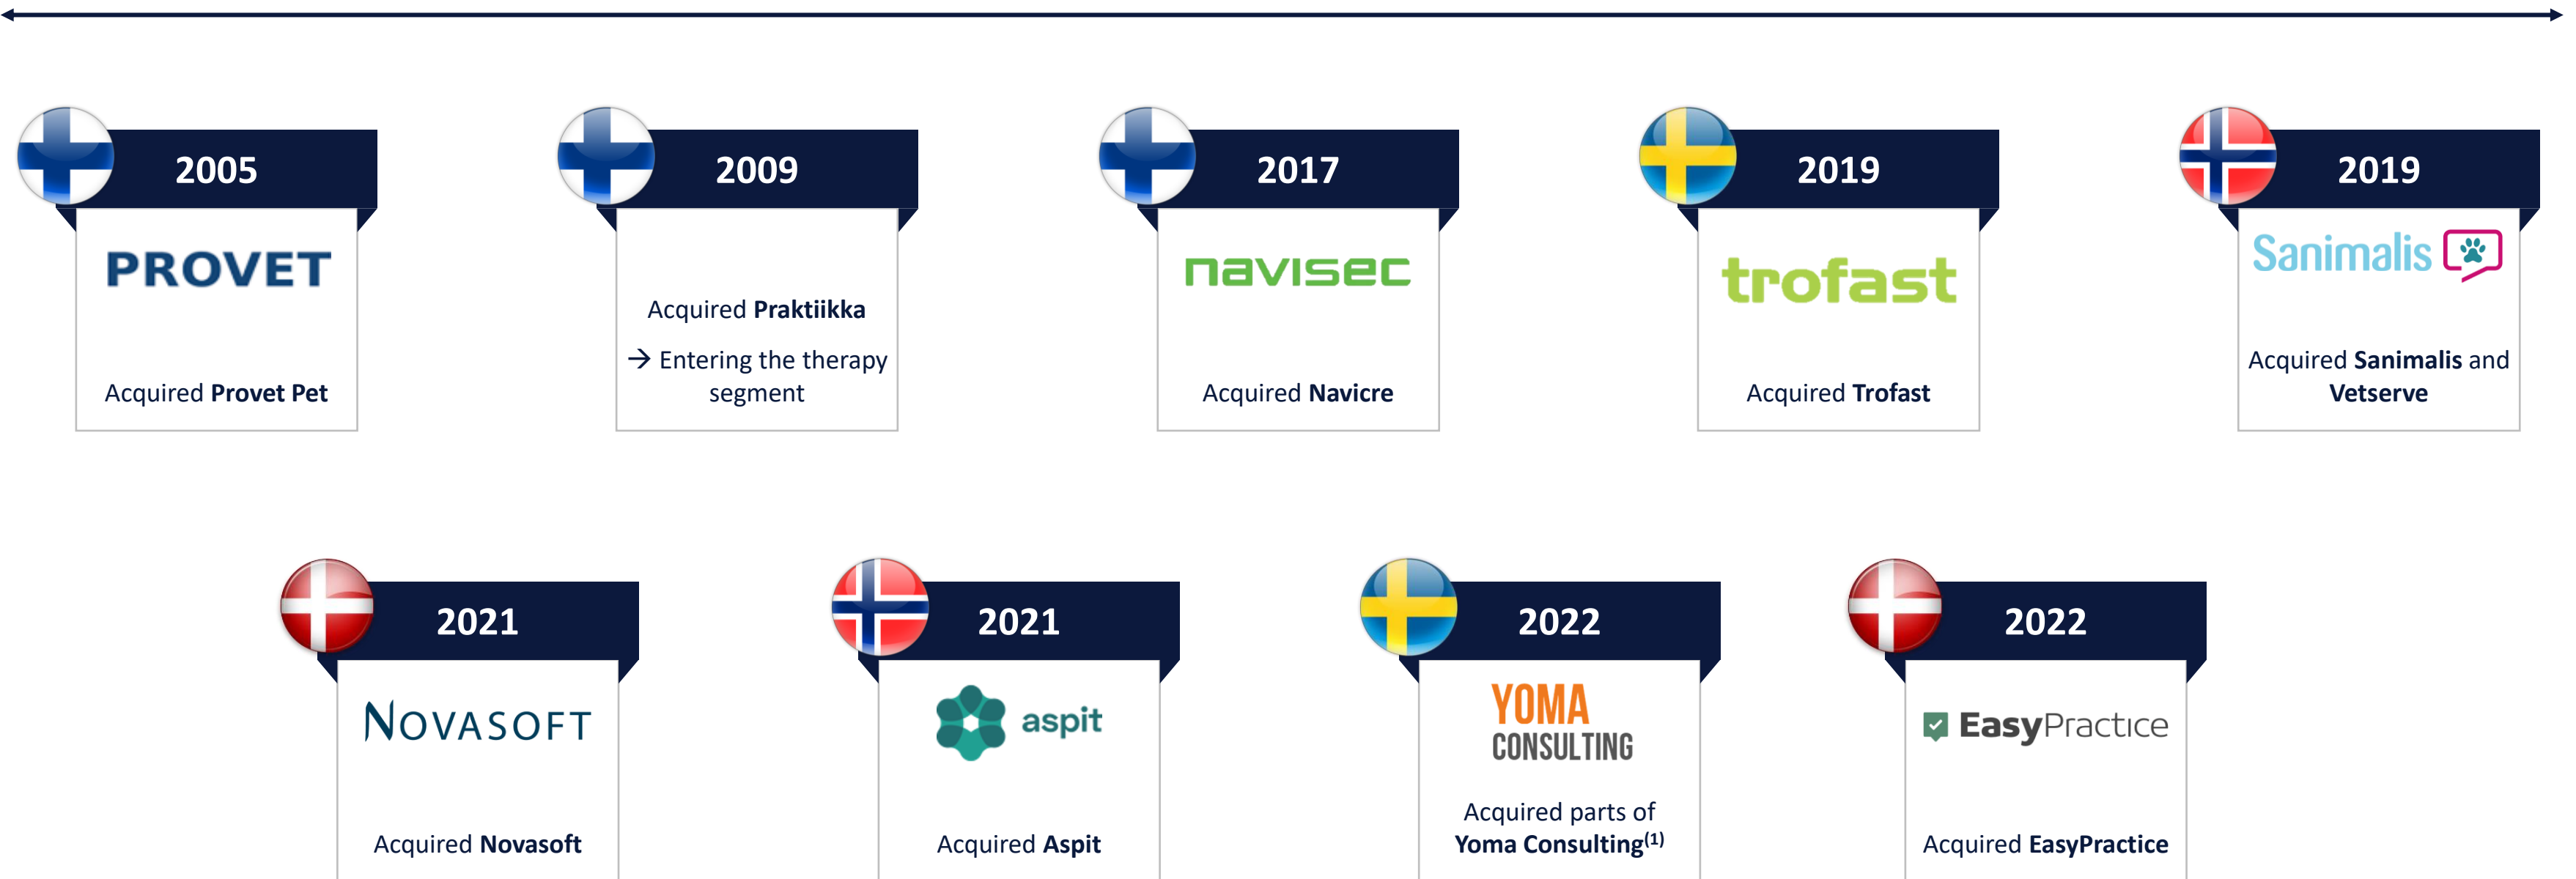 2005
PROVET
Acquired Provet Pet
2009
Acquired Praktiikka
→ Entering the therapy
segment
2017
navisec
Acquired Navicre
2019
trofast
Acquired Trofast
2019
Sanimalis
Acquired Sanimalis and
Vetserve
2021
NOVASOFT
Acquired Novasoft
2021
aspit
Acquired Aspit
2022
YOMA
CONSULTING
Acquired parts of
Yoma Consulting(1)
2022
EasyPractice
Acquired EasyPractice